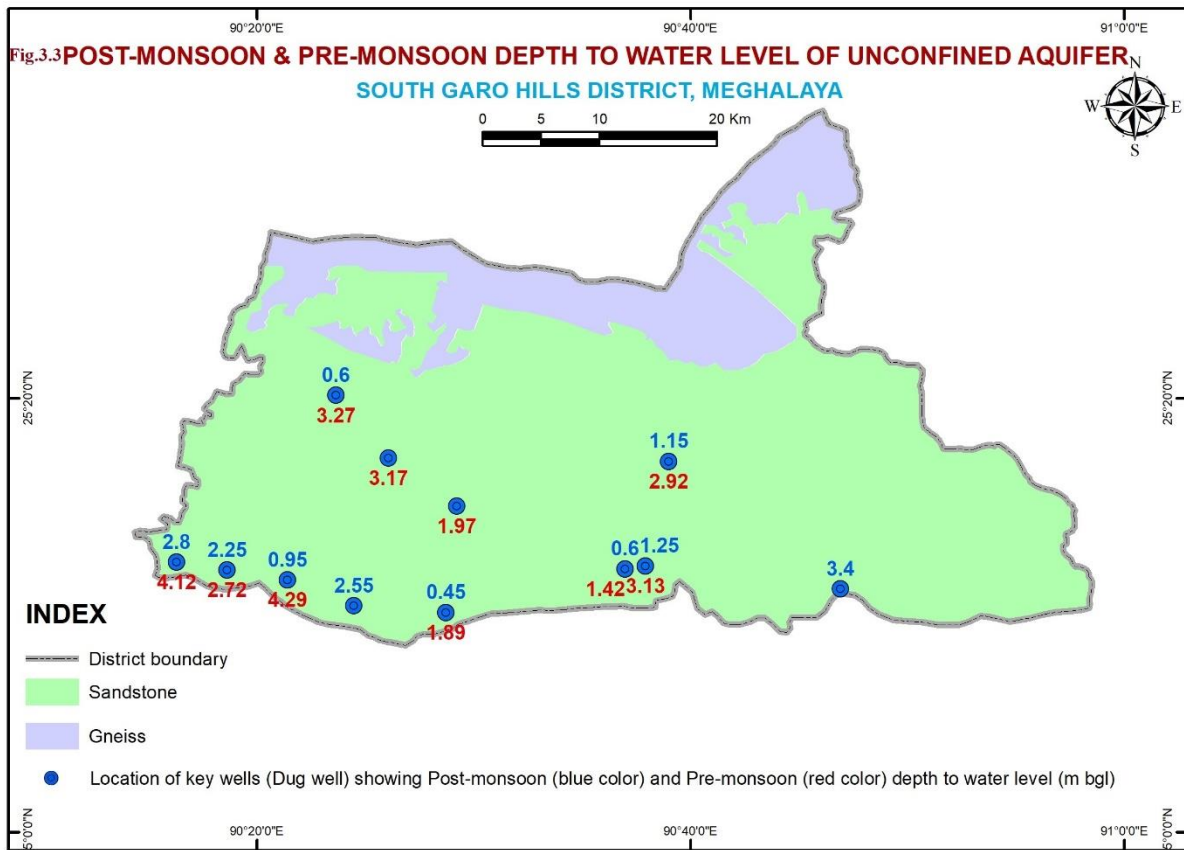 90°20'0"E 90°40'0"E 91°0'0"E
Fig.3.3 POST-MONSOON & PRE-MONSOON DEPTH TO WATER LEVEL OF UNCONFINED AQUIFER
SOUTH GARO HILLS DISTRICT, MEGHALAYA
N
W E
S
0 5 10 20 Km
25°20'0"N 25°20'0"N
0.6
3.27
3.17
1.15
2.92
1.97
2.8
4.12
2.25
2.72
0.95
4.29
2.55
0.45
1.89
0.6
1.42
1.25
3.13
3.4
INDEX
District boundary
Sandstone
Gneiss
Location of key wells (Dug well) showing Post-monsoon (blue color) and Pre-monsoon (red color) depth to water level (m bgl)
5°0'0"N 5°0'0"N
90°20'0"E 90°40'0"E 91°0'0"E